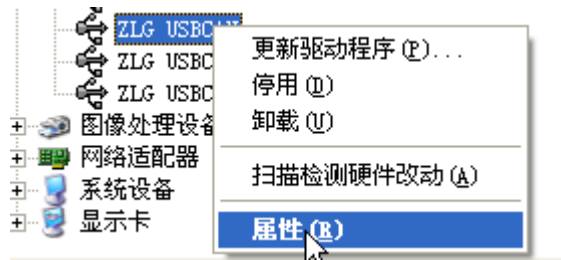 ZLG USBCAN
ZLG USBC
ZLG USBC
图像处理设备
网络适配器
系统设备
显示卡
更新驱动程序(P)...
停用(D)
卸载(U)
扫描检测硬件改动(A)
属性(R)